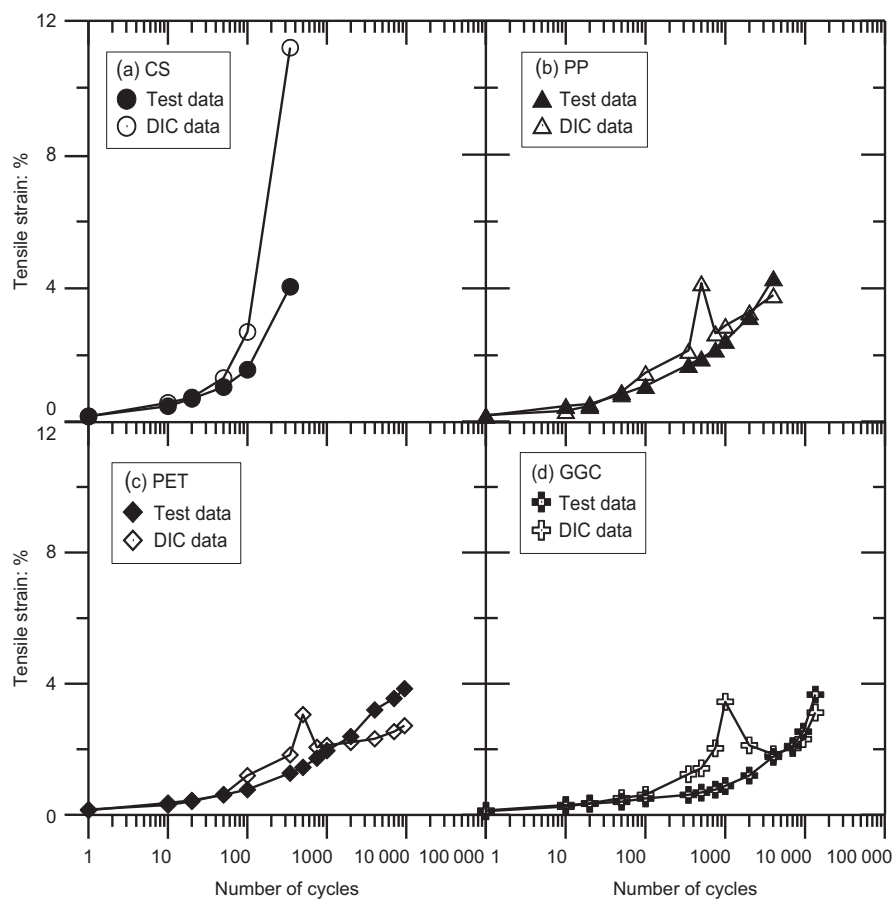 12
8
4
0
Tensile strain: %
(a) CS
Test data
DIC data
(b) PP
Test data
DIC data
12
8
4
0
Tensile strain: %
(c) PET
Test data
DIC data
(d) GGC
Test data
DIC data
1 10 100 1000 10 000 100 000
1 10 100 1000 10 000 100 000
Number of cycles
Number of cycles